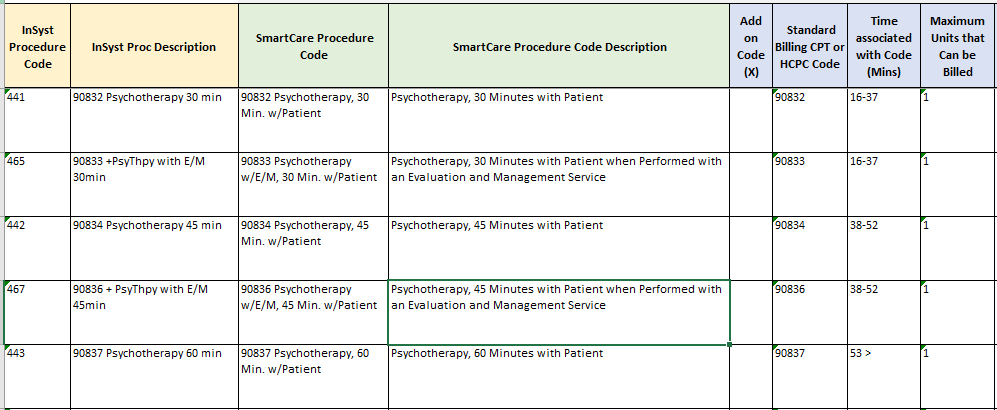 InSyst
Procedure
Code
InSyst Proc Description
SmartCare Procedure
Code
SmartCare Procedure Code Description
Add
on
Code
(X)
Standard
Billing CPT or
HCPC Code
Time
associated
with Code
(Mins)
Maximum
Units that
Can be
Billed
441
90832 Psychotherapy 30 min
90832 Psychotherapy, 30
Min. w/Patient
Psychotherapy, 30 Minutes with Patient
90832
16-37
1
465
90833 +PsyThpy with E/M
30min
90833 Psychotherapy
w/E/M, 30 Min. w/Patient
Psychotherapy, 30 Minutes with Patient when Performed with
an Evaluation and Management Service
90833
16-37
1
442
90834 Psychotherapy 45 min
90834 Psychotherapy, 45
Min. w/Patient
Psychotherapy, 45 Minutes with Patient
90834
38-52
1
467
90836 + PsyThpy with E/M
45min
90836 Psychotherapy
w/E/M, 45 Min. w/Patient
Psychotherapy, 45 Minutes with Patient when Performed with
an Evaluation and Management Service
90836
38-52
1
443
90837 Psychotherapy 60 min
90837 Psychotherapy, 60
Min. w/Patient
Psychotherapy, 60 Minutes with Patient
90837
53 >
1